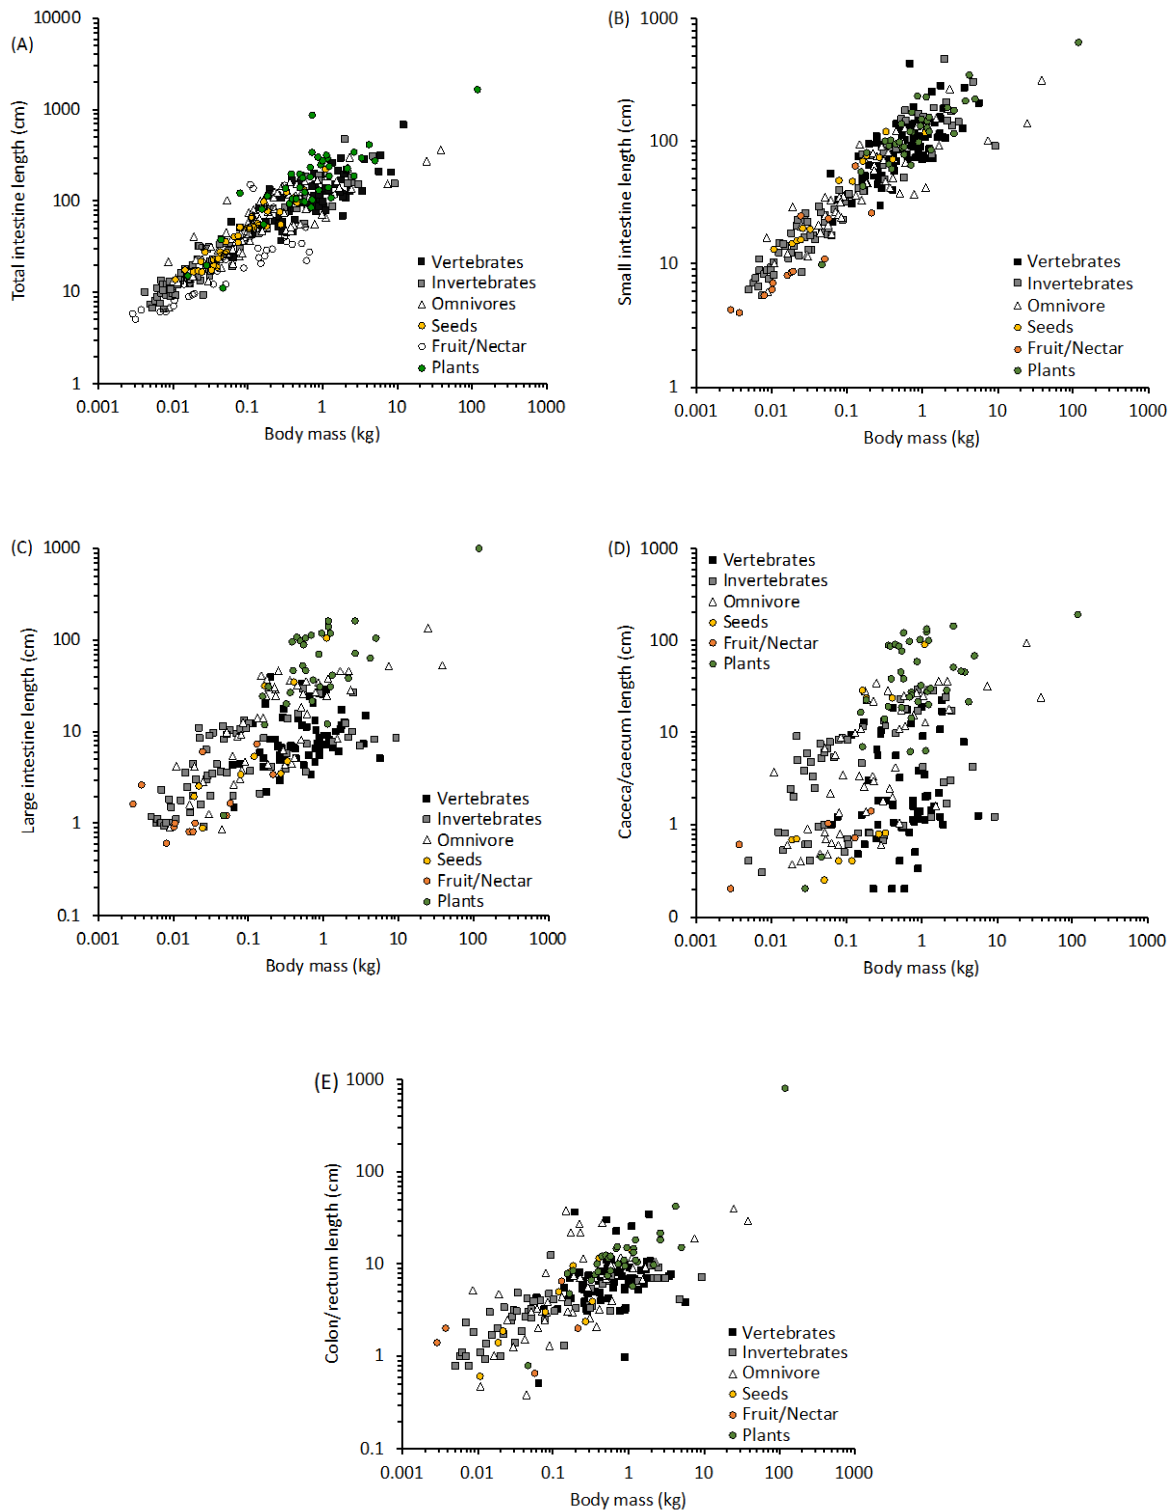 (A)
10000
1000
100
10
1
Total intestine length (cm)
0.001 0.01 0.1 1 10 100 1000
Body mass (kg)
Vertebrates
Invertebrates
Omnivores
Seeds
Fruit/Nectar
Plants
(B)
1000
100
10
1
Small intestine length (cm)
0.001 0.01 0.1 1 10 100 1000
Body mass (kg)
Vertebrates
Invertebrates
Omnivore
Seeds
Fruit/Nectar
Plants
(C)
1000
100
10
1
0.1
Large intestine length (cm)
0.001 0.01 0.1 1 10 100 1000
Body mass (kg)
Vertebrates
Invertebrates
Omnivore
Seeds
Fruit/Nectar
Plants
(D)
1000
100
10
1
0
Caceca/caecum length (cm)
0.001 0.01 0.1 1 10 100 1000
Body mass (kg)
Vertebrates
Invertebrates
Omnivore
Seeds
Fruit/Nectar
Plants
(E)
1000
100
10
1
0.1
Colon/rectum length (cm)
0.001 0.01 0.1 1 10 100 1000
Body mass (kg)
Vertebrates
Invertebrates
Omnivore
Seeds
Fruit/Nectar
Plants